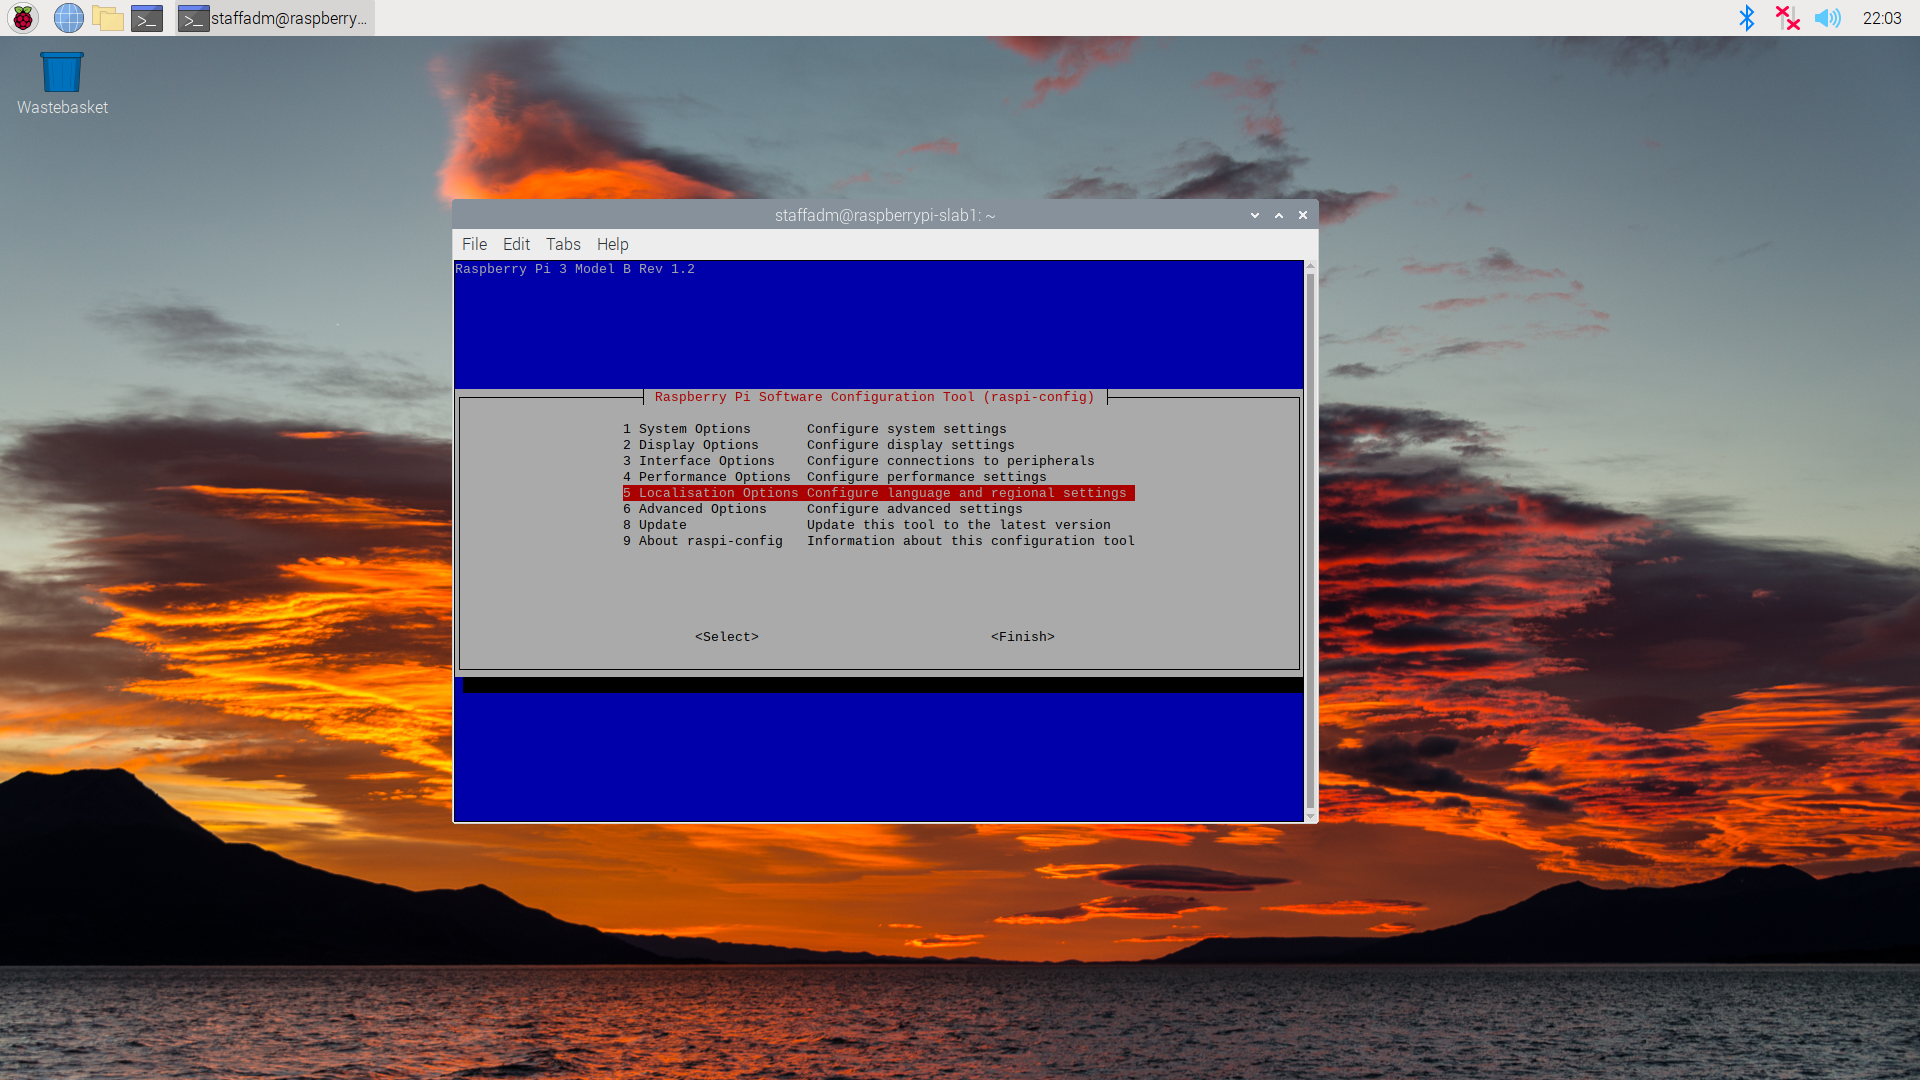 staffadm@raspberry...
22:03
Wastebasket
staffadm@raspberrypi-slab1: ~
File Edit Tabs Help
Raspberry Pi 3 Model B Rev 1.2
Raspberry Pi Software Configuration Tool (raspi-config)
1 System Options Configure system settings
2 Display Options Configure display settings
3 Interface Options Configure connections to peripherals
4 Performance Options Configure performance settings
5 Localisation Options Configure language and regional settings
6 Advanced Options Configure advanced settings
8 Update Update this tool to the latest version
9 About raspi-config Information about this configuration tool
<Select> <Finish>